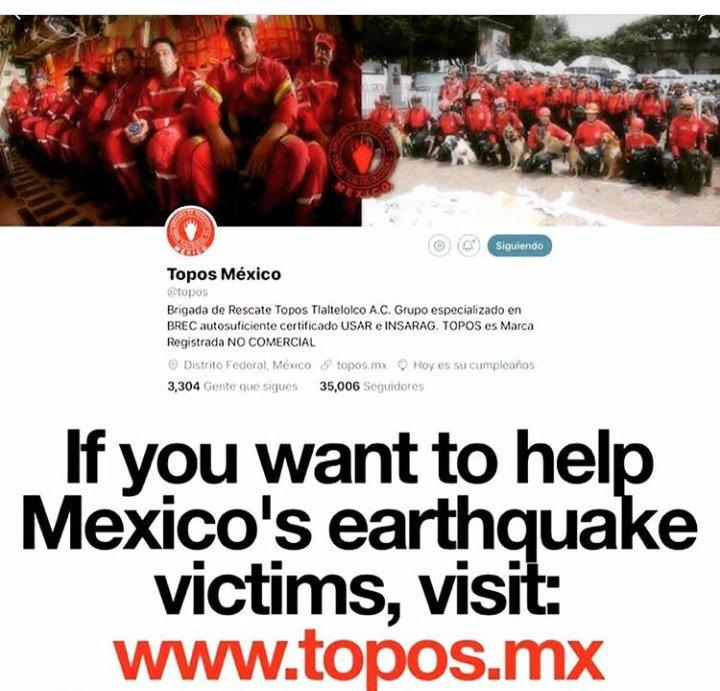 MEXICO
Siguiendo
Topos México
@topos
Brigada de Rescate Topos Tlaltelolco A.C. Grupo especializado en
BREC autosuficiente certificado USAR e INSARAG. TOPOS es Marca
Registrada NO COMERCIAL
Distrito Federal, México topos.mx Hoy es su cumpleaños
3,304 Gente que sigues 35,006 Seguidores
If you want to help
Mexico's earthquake
victims, visit:
www.topos.mx